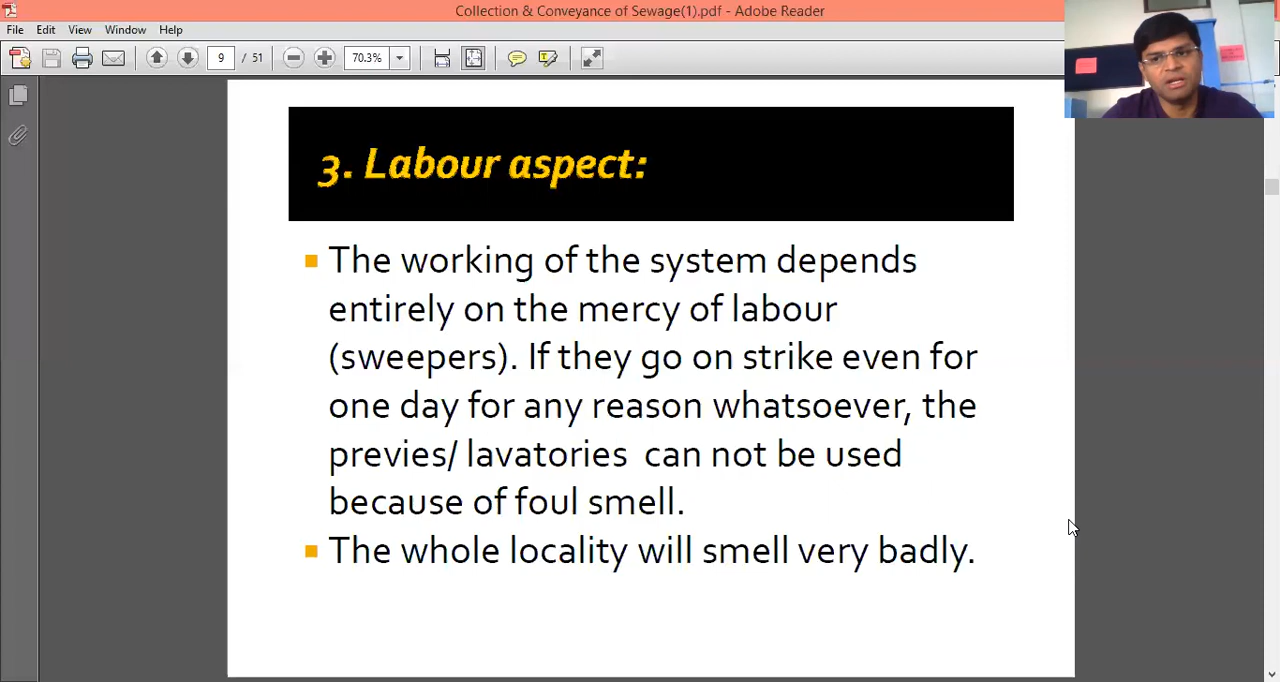 Collection & Conveyance of Sewage(1).pdf - Adobe Reader
File Edit View Window Help
9 / 51 70.3%
3. Labour aspect:
The working of the system depends
entirely on the mercy of labour
(sweepers). If they go on strike even for
one day for any reason whatsoever, the
previes/ lavatories can not be used
because of foul smell.
The whole locality will smell very badly.